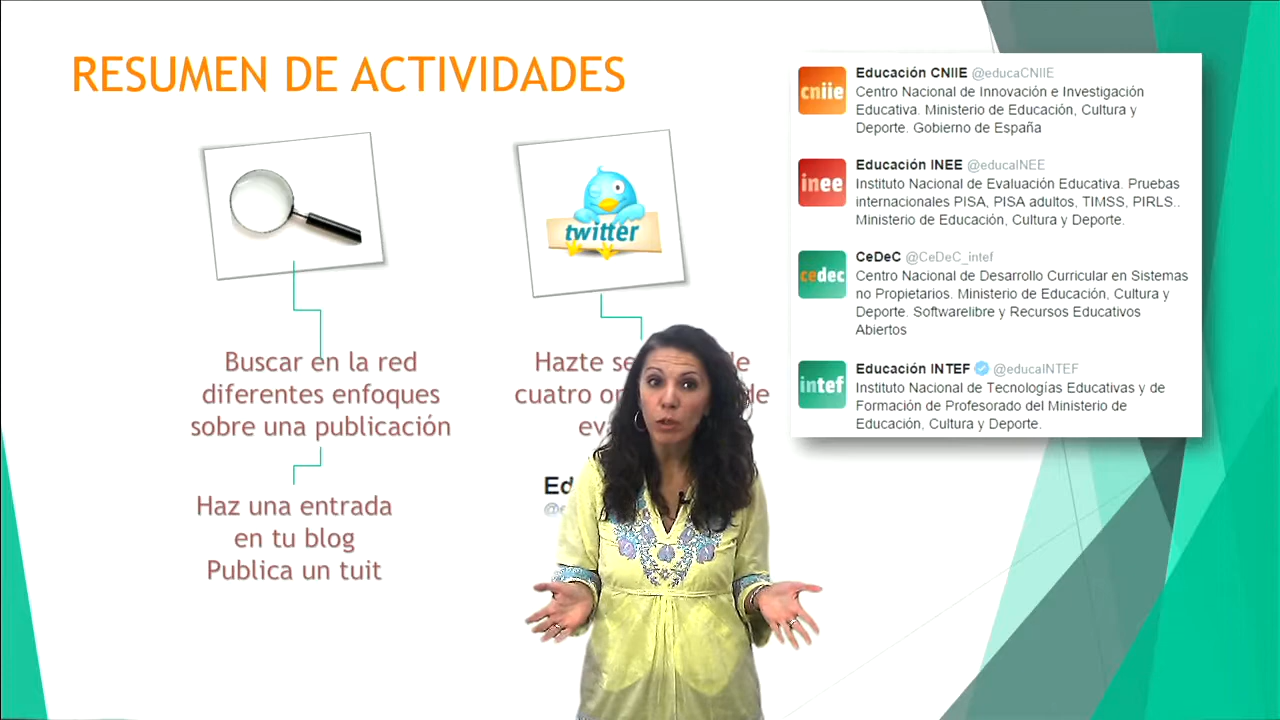 RESUMEN DE ACTIVIDADES
twitter
Buscar en la red
diferentes enfoques
sobre una publicación
Haz una entrada
en tu blog
Publica un tuit
Hazte
cuatro
cniie
Educación CNIIE @educaCNIIE
Centro Nacional de Innovación e Investigación
Educativa. Ministerio de Educación, Cultura y
Deporte. Gobierno de España
inee
Educación INEE @educaINEE
Instituto Nacional de Evaluación Educativa. Pruebas
internacionales PISA, PISA adultos, TIMSS, PIRLS..
Ministerio de Educación, Cultura y Deporte.
cedec
CeDeC @CeDeC_intef
Centro Nacional de Desarrollo Curricular en Sistemas
no Propietarios. Ministerio de Educación, Cultura y
Deporte. Softwarelibre y Recursos Educativos
Abiertos
intef
Educación INTEF @educaINTEF
Instituto Nacional de Tecnologías Educativas y de
Formación de Profesorado del Ministerio de
Educación, Cultura y Deporte.